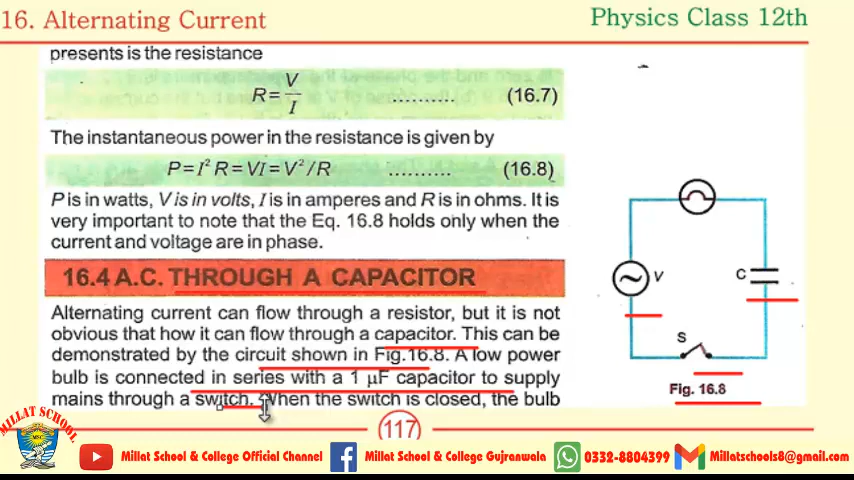 16. Alternating Current
Physics Class 12th
presents is the resistance
R = V/I .......... (16.7)
The instantaneous power in the resistance is given by
P = I² R = VI = V²/R .......... (16.8)
P is in watts, V is in volts, I is in amperes and R is in ohms. It is
very important to note that the Eq. 16.8 holds only when the
current and voltage are in phase.
16.4 A.C. THROUGH A CAPACITOR
Alternating current can flow through a resistor, but it is not
obvious that how it can flow through a capacitor. This can be
demonstrated by the circuit shown in Fig.16.8. A low power
bulb is connected in series with a 1 µF capacitor to supply
mains through a switch. When the switch is closed, the bulb
V
C
S
Fig. 16.8
117
MILLAT SCHOOL
MSC
Millat School & College Official Channel
Millat School & College Gujranwala
0332-8804399
Millatschools8@gmail.com